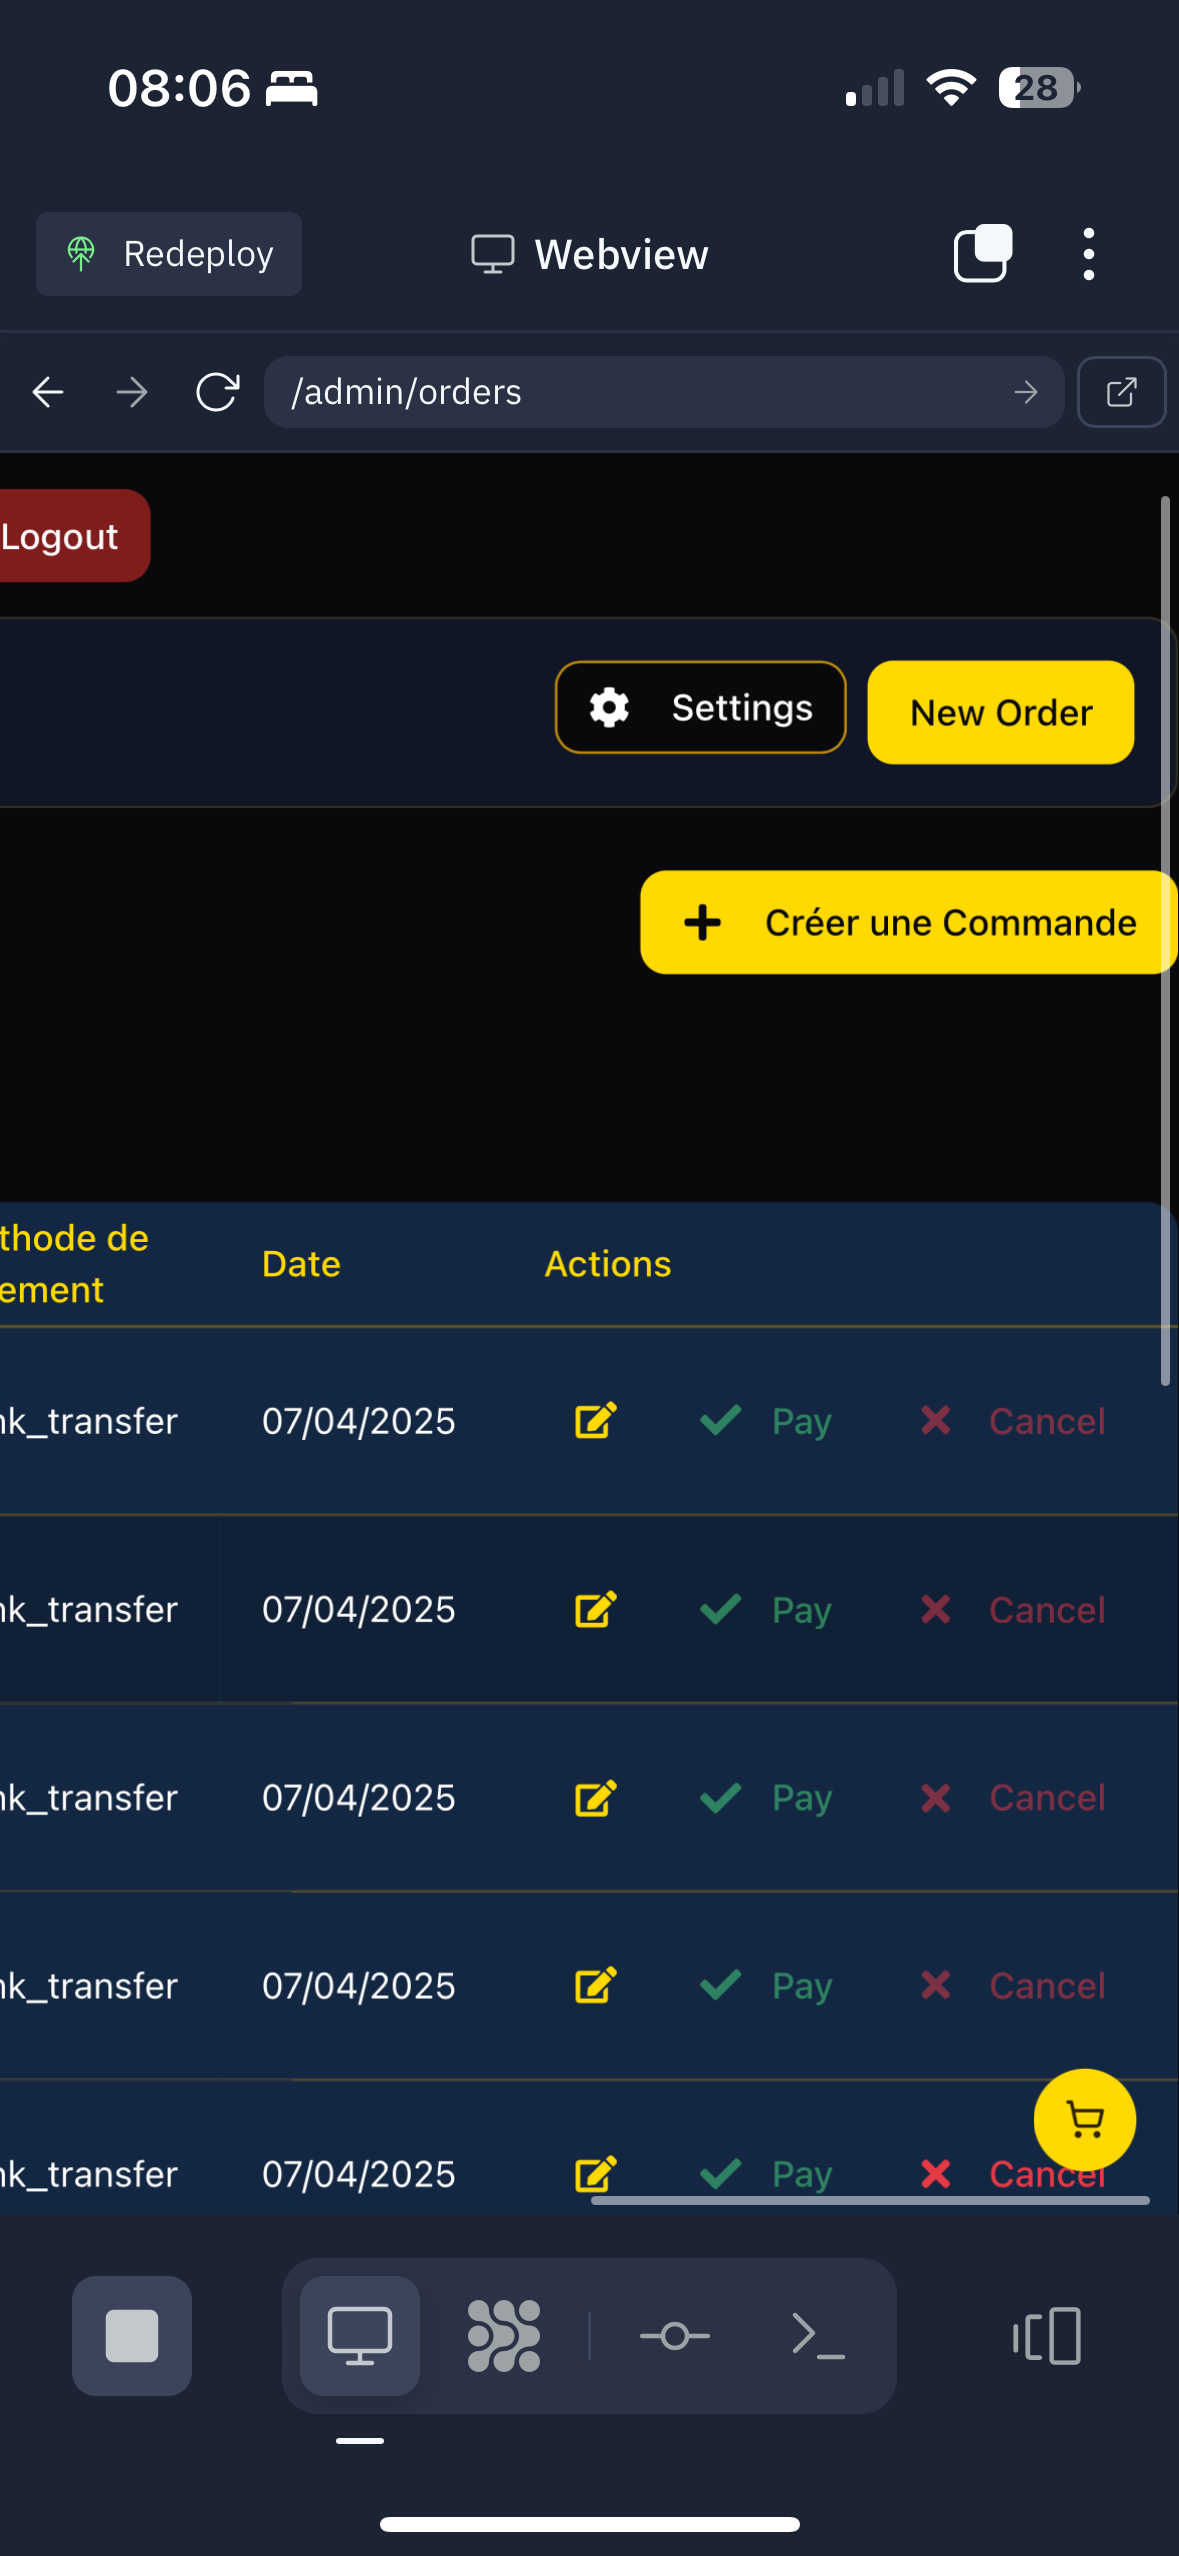 08:06
28
Redeploy
Webview
/admin/orders
Logout
Settings
New Order
Créer une Commande
thode de
ement
Date
Actions
nk_transfer 07/04/2025 Pay Cancel
nk_transfer 07/04/2025 Pay Cancel
nk_transfer 07/04/2025 Pay Cancel
nk_transfer 07/04/2025 Pay Cancel
nk_transfer 07/04/2025 Pay Cancel